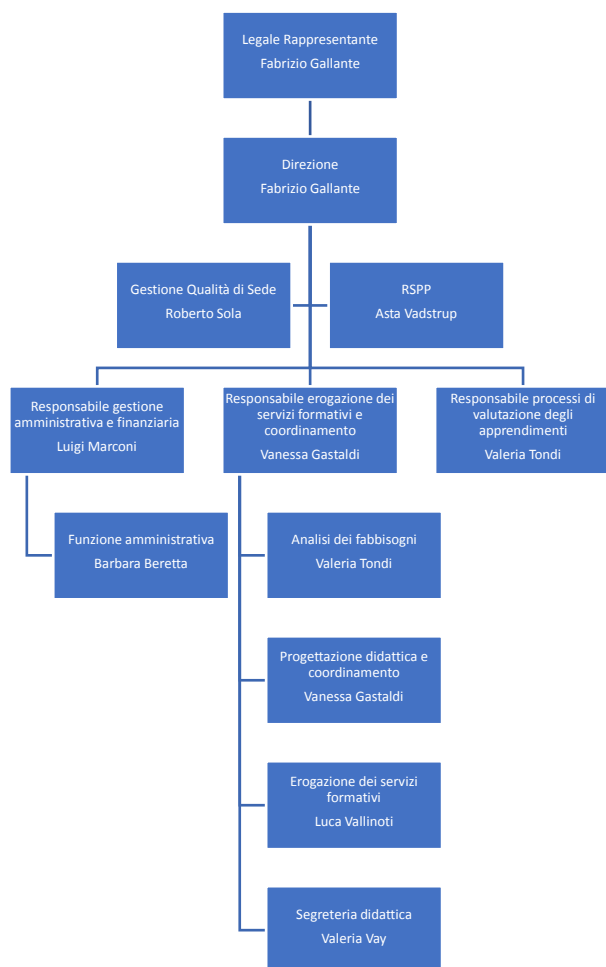 Legale Rappresentante
Fabrizio Gallante
Direzione
Fabrizio Gallante
Gestione Qualità di Sede
Roberto Sola
RSPP
Asta Vadstrup
Responsabile gestione
amministrativa e finanziaria
Luigi Marconi
Responsabile erogazione dei
servizi formativi e
coordinamento
Vanessa Gastaldi
Responsabile processi di
valutazione degli
apprendimenti
Valeria Tondi
Funzione amministrativa
Barbara Beretta
Analisi dei fabbisogni
Valeria Tondi
Progettazione didattica e
coordinamento
Vanessa Gastaldi
Erogazione dei servizi
formativi
Luca Vallinoti
Segreteria didattica
Valeria Vay